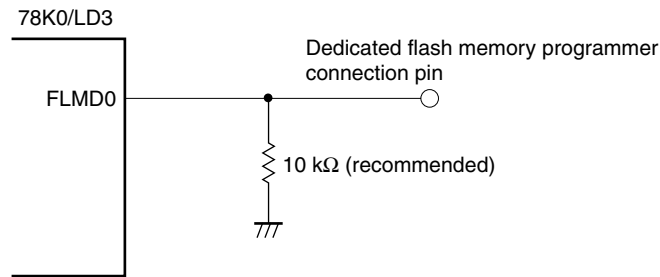 78K0/LD3
Dedicated flash memory programmer
connection pin
FLMD0
10 kΩ (recommended)